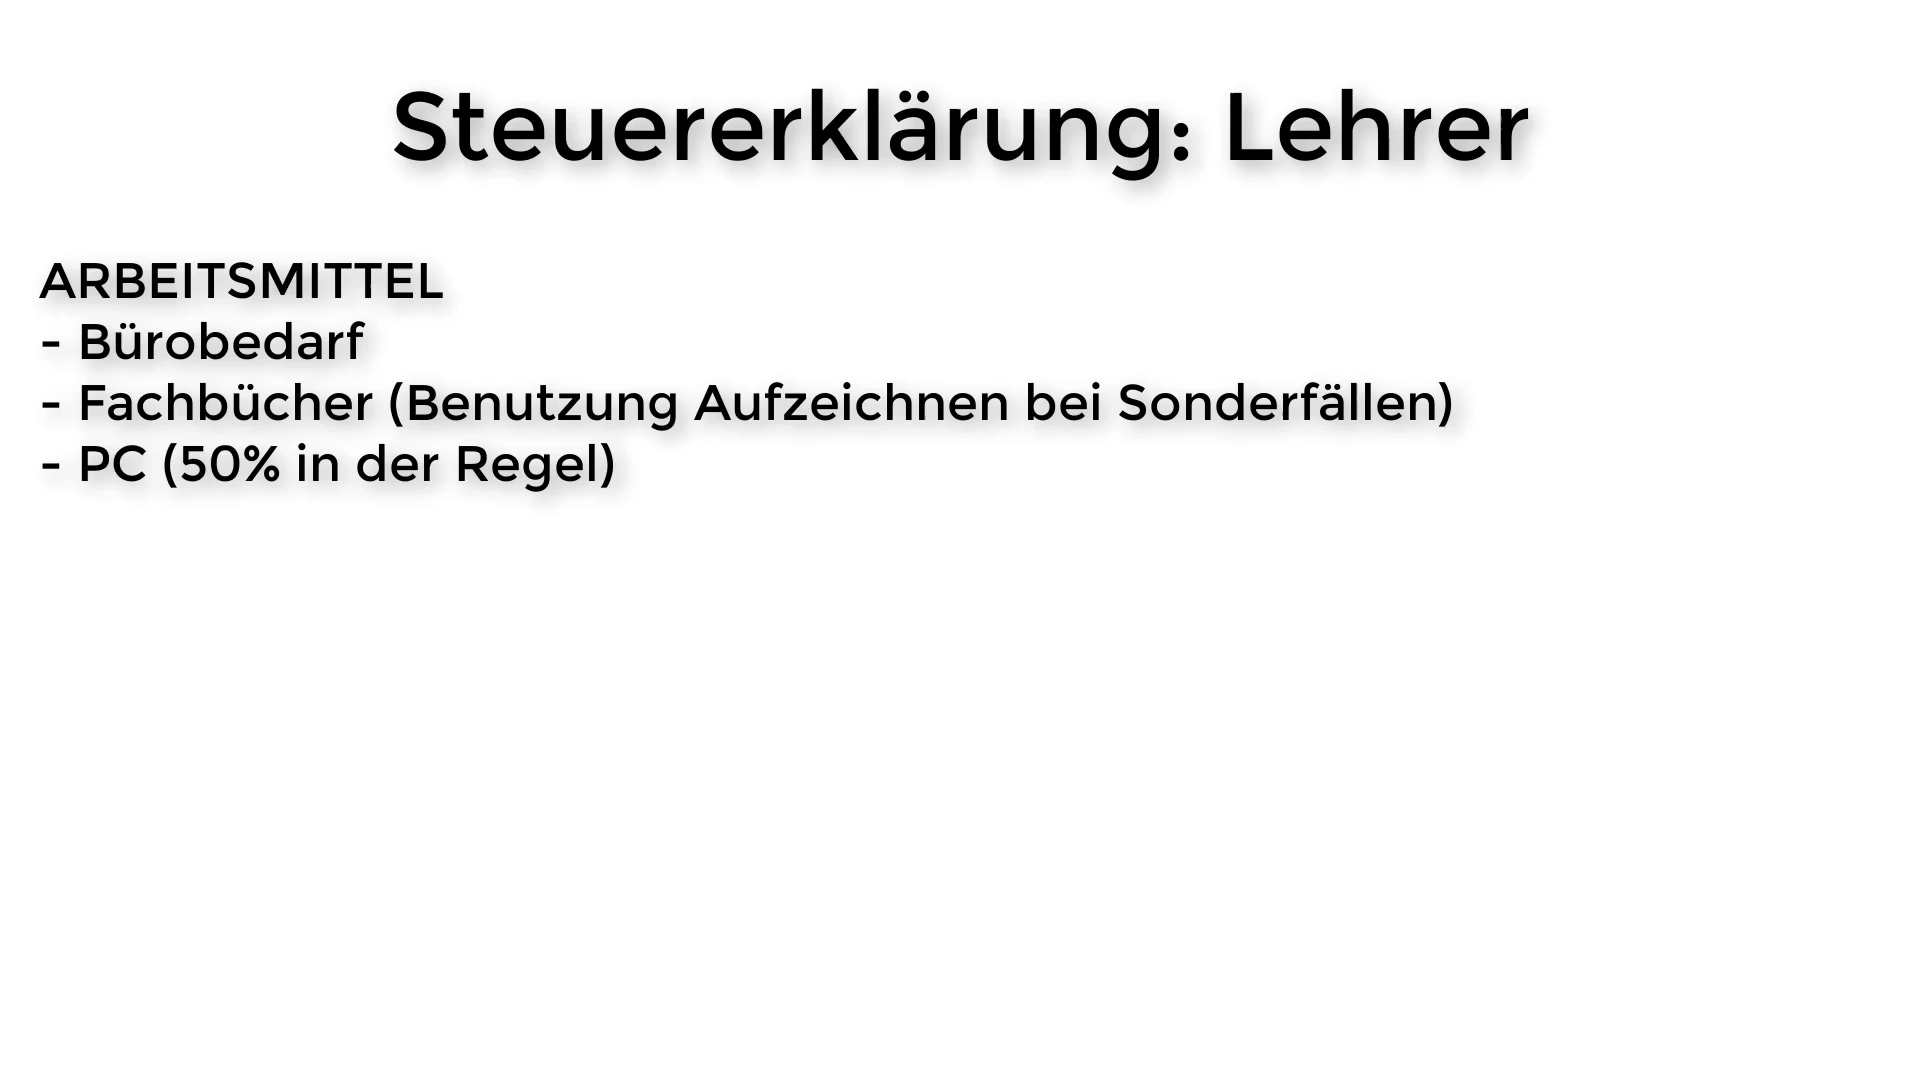 Steuererklärung: Lehrer
ARBEITSMITTEL
- Bürobedarf
- Fachbücher (Benutzung Aufzeichnen bei Sonderfällen)
- PC (50% in der Regel)